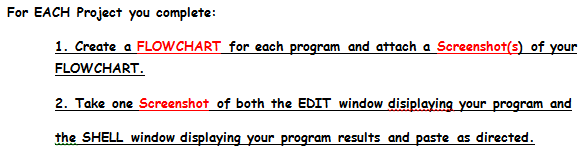 For EACH Project you complete:
1. Create a FLOWCHART for each program and attach a Screenshot(s) of your
FLOWCHART.
2. Take one Screenshot of both the EDIT window disiplaying your program and
the SHELL window displaying your program results and paste as directed.